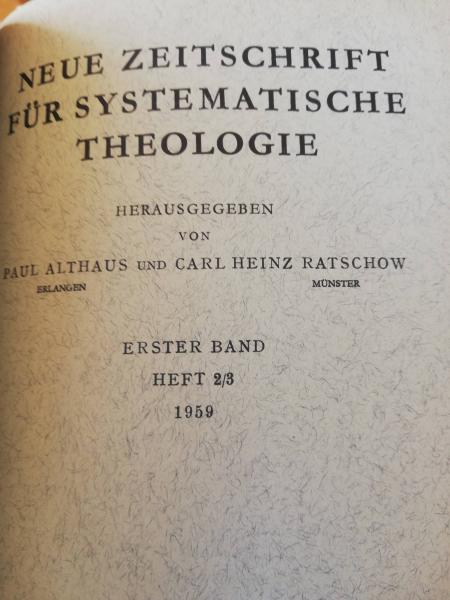 NEUE ZEITSCHRIFT
FÜR SYSTEMATISCHE
THEOLOGIE
HERAUSGEGEBEN
VON
PAUL ALTHAUS UND CARL HEINZ RATSCHOW
ERLANGEN MÜNSTER
ERSTER BAND
HEFT 2/3
1959